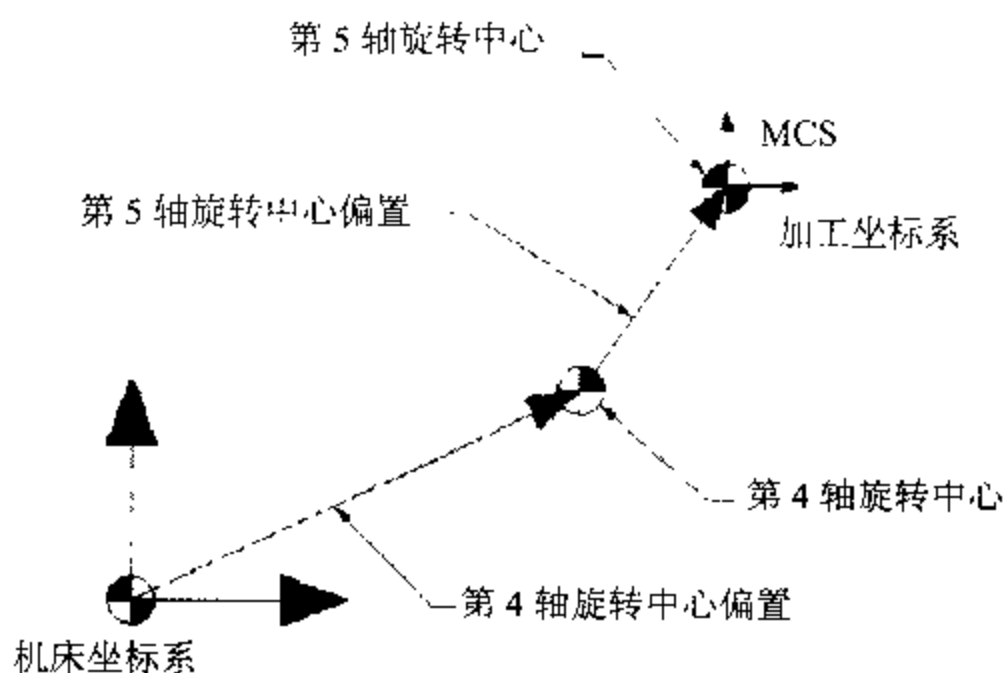 第 5 轴旋转中心
MCS
第 5 轴旋转中心偏置
加工坐标系
第 4 轴旋转中心
第 4 轴旋转中心偏置
机床坐标系